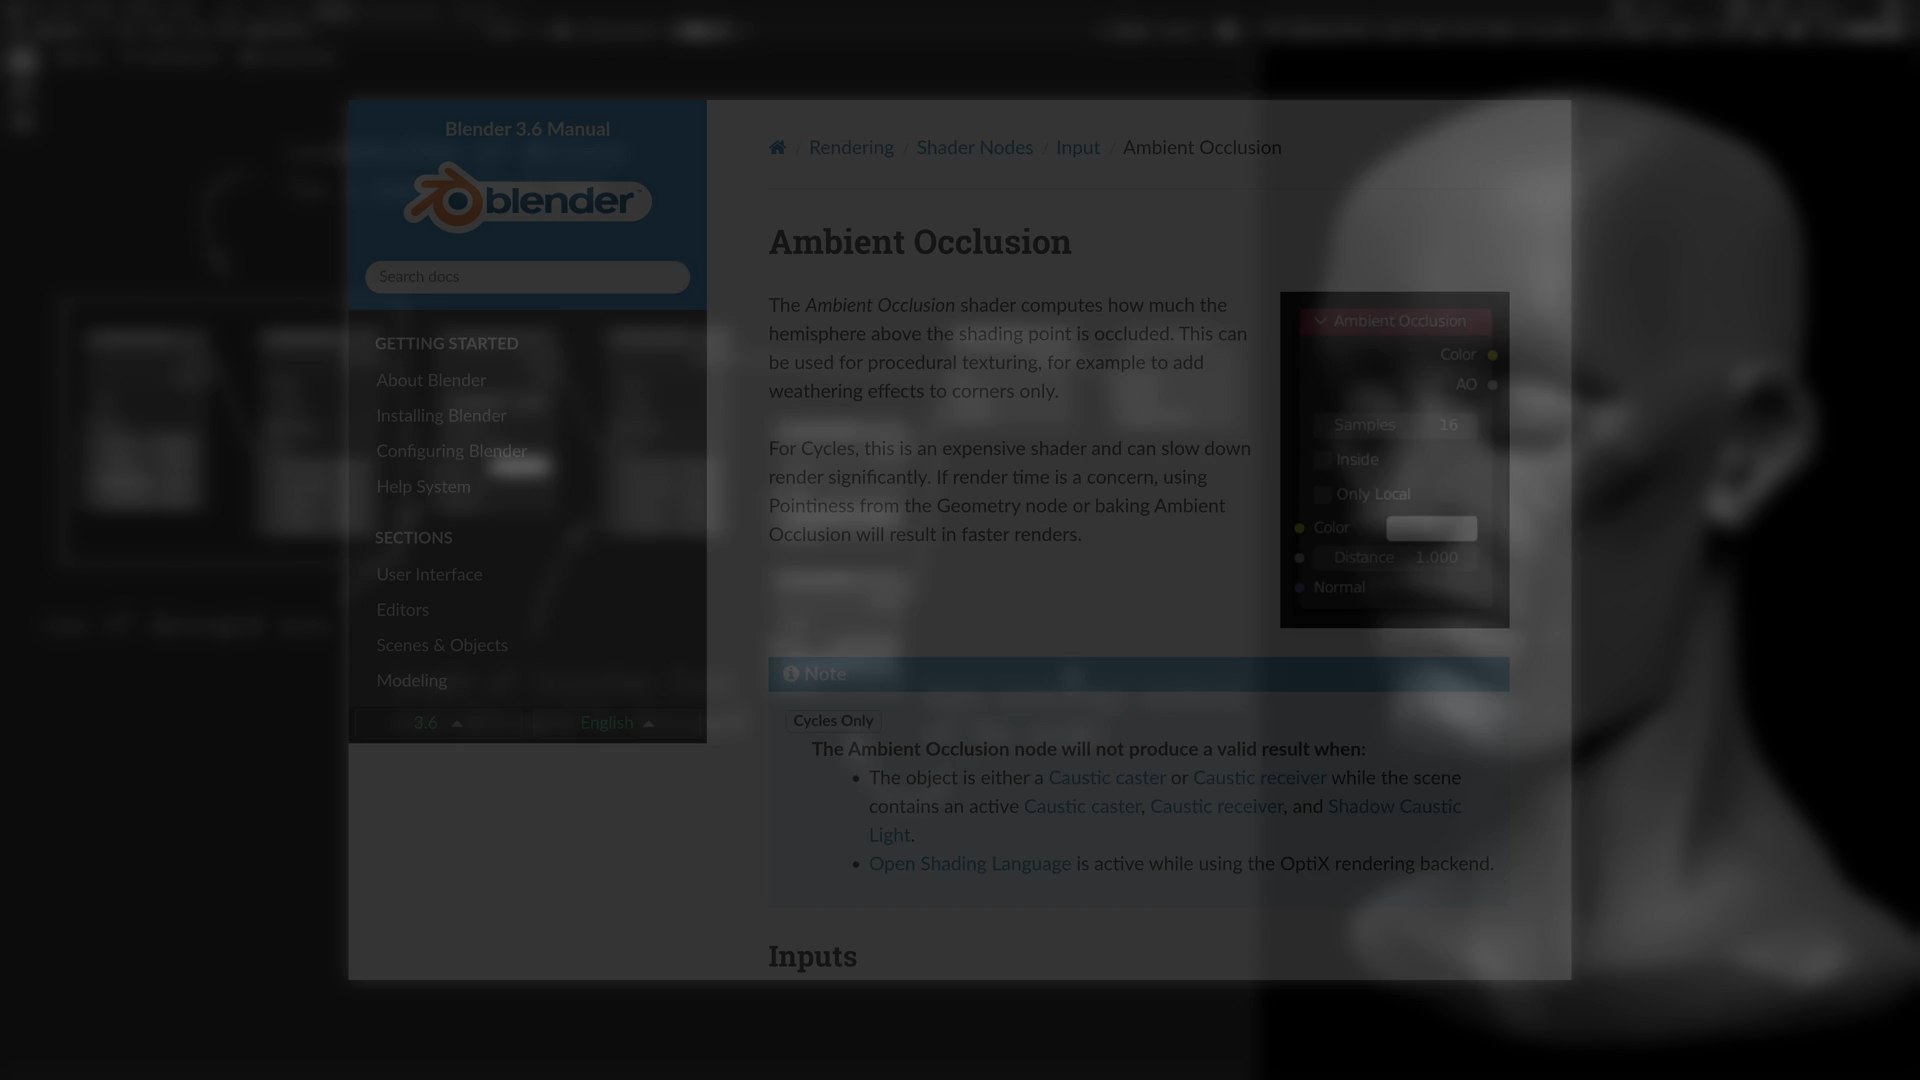 Blender 3.6 Manual
blender
Search docs
GETTING STARTED
About Blender
Installing Blender
Configuring Blender
Help System
SECTIONS
User Interface
Editors
Scenes & Objects
Modeling
3.6
English
Rendering / Shader Nodes / Input / Ambient Occlusion
Ambient Occlusion
The Ambient Occlusion shader computes how much the
hemisphere above the shading point is occluded. This can
be used for procedural texturing, for example to add
weathering effects to corners only.
For Cycles, this is an expensive shader and can slow down
render significantly. If render time is a concern, using
Pointiness from the Geometry node or baking Ambient
Occlusion will result in faster renders.
Ambient Occlusion
Color
AO
Samples 16
Inside
Only Local
Color
Distance 1.000
Normal
Note
Cycles Only
The Ambient Occlusion node will not produce a valid result when:
• The object is either a Caustic caster or Caustic receiver while the scene
contains an active Caustic caster, Caustic receiver, and Shadow Caustic
Light.
• Open Shading Language is active while using the OptiX rendering backend.
Inputs